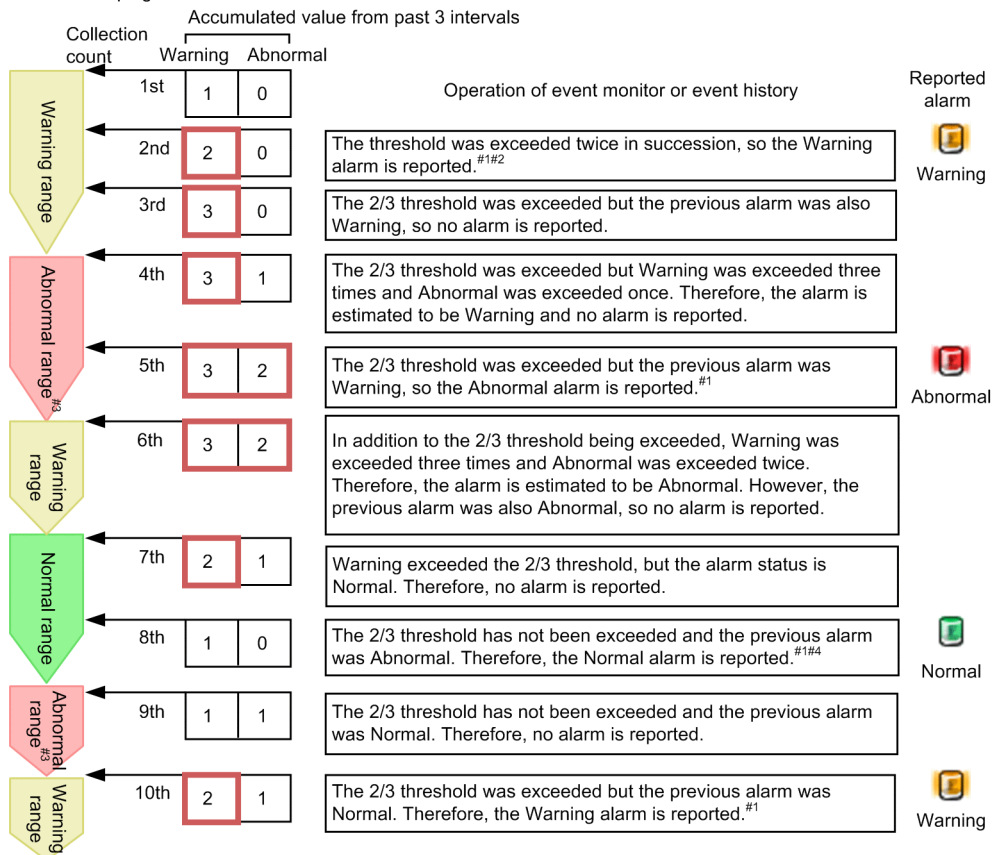 Accumulated value from past 3 intervals
Collection
count
Warning Abnormal
Operation of event monitor or event history
Reported
alarm
Warning range
1st 1 0
2nd 2 0
The threshold was exceeded twice in succession, so the Warning
alarm is reported.#1#2
Warning
3rd 3 0
The 2/3 threshold was exceeded but the previous alarm was also
Warning, so no alarm is reported.
Abnormal range#3
4th 3 1
The 2/3 threshold was exceeded but Warning was exceeded three
times and Abnormal was exceeded once. Therefore, the alarm is
estimated to be Warning and no alarm is reported.
5th 3 2
The 2/3 threshold was exceeded but the previous alarm was
Warning, so the Abnormal alarm is reported.#1
Abnormal
Warning
range
6th 3 2
In addition to the 2/3 threshold being exceeded, Warning was
exceeded three times and Abnormal was exceeded twice.
Therefore, the alarm is estimated to be Abnormal. However, the
previous alarm was also Abnormal, so no alarm is reported.
Normal range
7th 2 1
Warning exceeded the 2/3 threshold, but the alarm status is
Normal. Therefore, no alarm is reported.
8th 1 0
The 2/3 threshold has not been exceeded and the previous alarm
was Abnormal. Therefore, the Normal alarm is reported.#1#4
Normal
Abnormal
range#3
9th 1 1
The 2/3 threshold has not been exceeded and the previous alarm
was Normal. Therefore, no alarm is reported.
Warning
range
10th 2 1
The 2/3 threshold was exceeded but the previous alarm was
Normal. Therefore, the Warning alarm is reported.#1
Warning